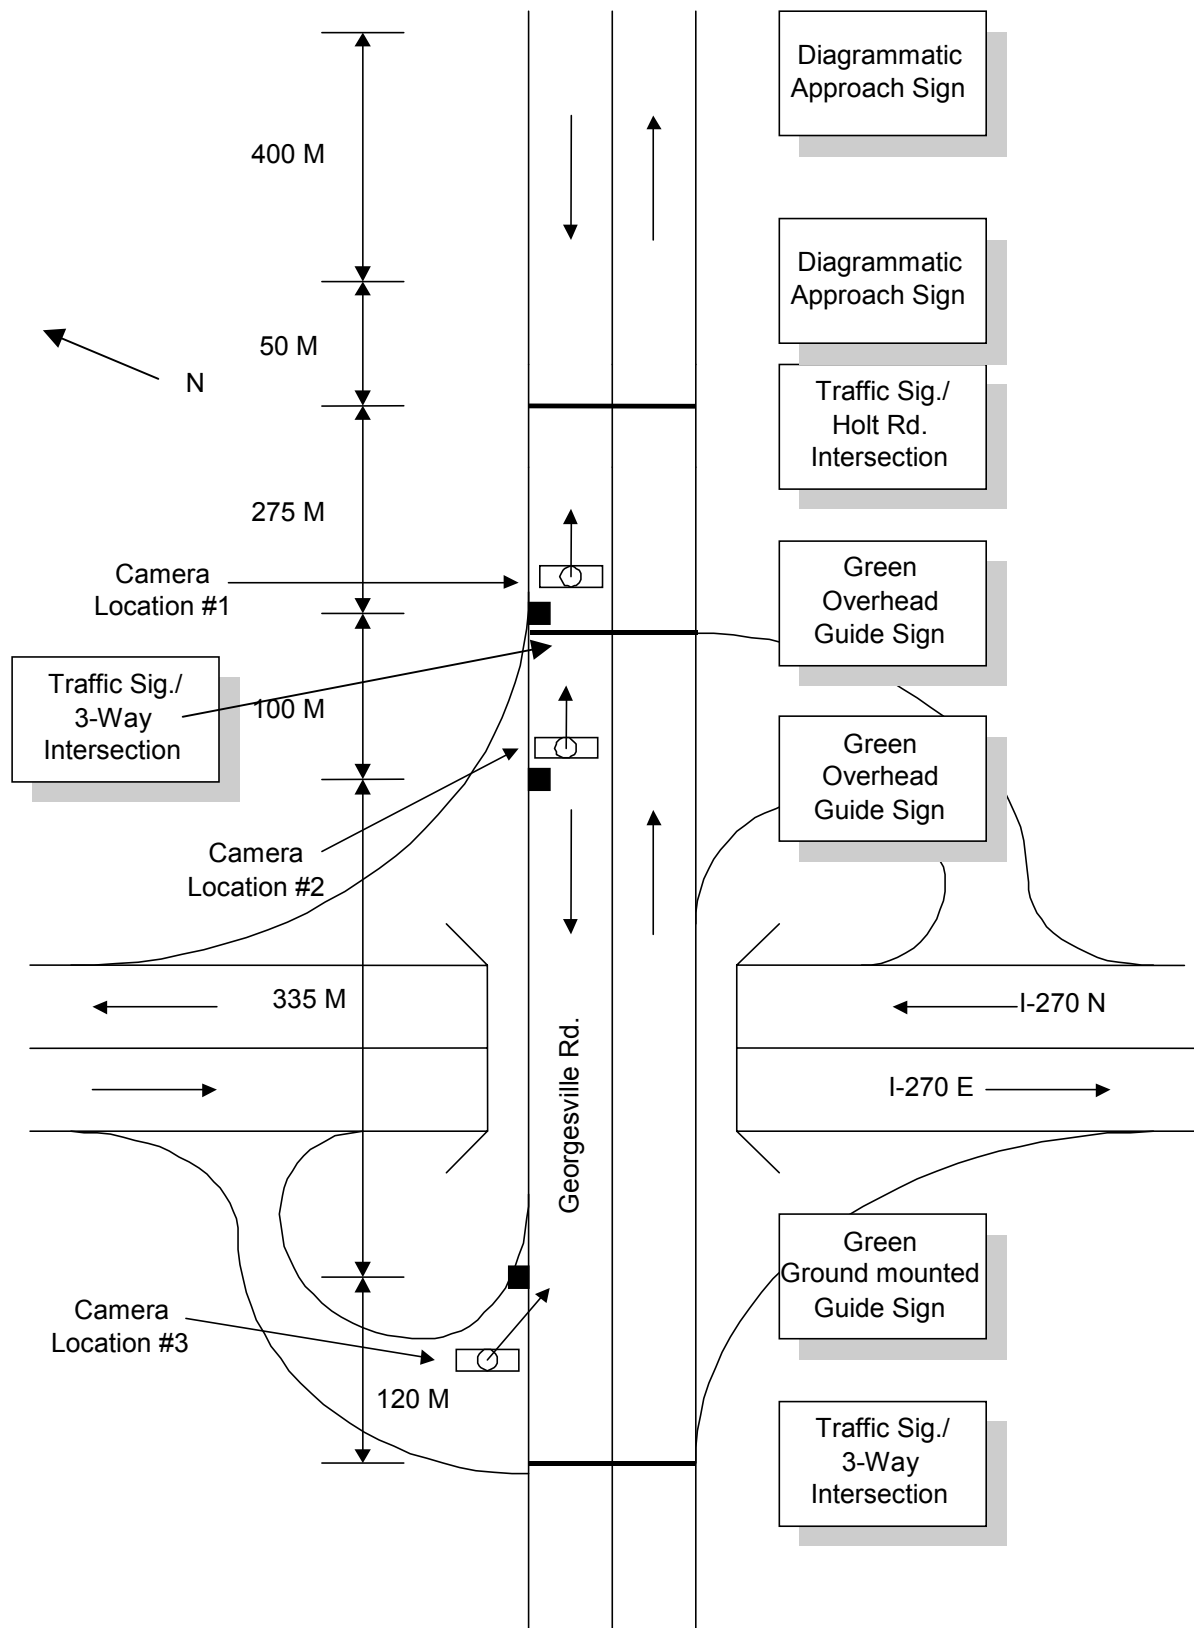 Diagrammatic
Approach Sign
400 M
Diagrammatic
Approach Sign
50 M
N
Traffic Sig./
Holt Rd.
Intersection
275 M
Camera
Location #1
Green
Overhead
Guide Sign
Traffic Sig./
3-Way
Intersection
100 M
Green
Overhead
Guide Sign
Camera
Location #2
335 M
I-270 N
Georgesville Rd.
I-270 E
Green
Ground mounted
Guide Sign
Camera
Location #3
120 M
Traffic Sig./
3-Way
Intersection